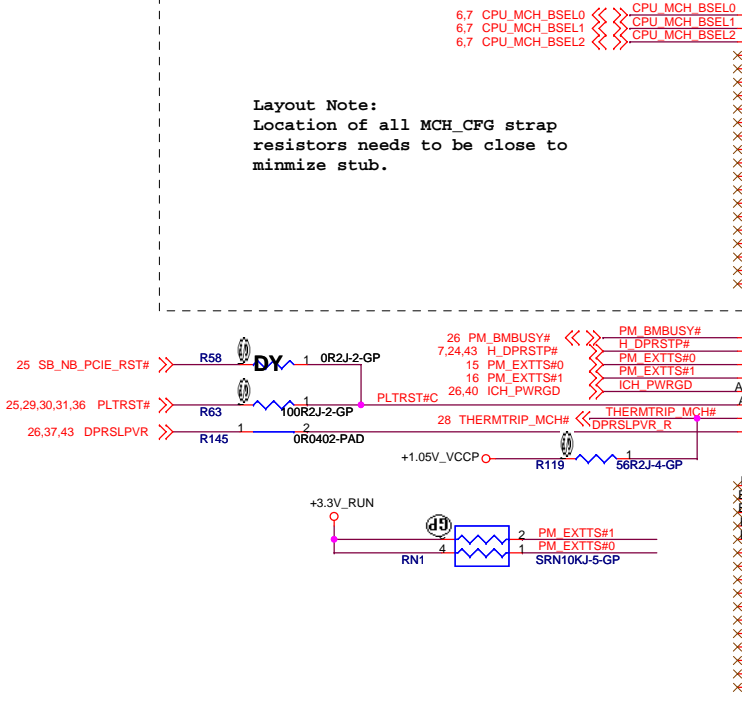 6,7 CPU_MCH_BSEL0 CPU_MCH_BSEL0
6,7 CPU_MCH_BSEL1 CPU_MCH_BSEL1
6,7 CPU_MCH_BSEL2 CPU_MCH_BSEL2
Layout Note:
Location of all MCH_CFG strap
resistors needs to be close to
minmize stub.
26 PM_BMBUSY# PM_BMBUSY#
7,24,43 H_DPRSTP# H_DPRSTP#
15 PM_EXTTS#0 PM_EXTTS#0
16 PM_EXTTS#1 PM_EXTTS#1
26,40 ICH_PWRGD ICH_PWRGD
25 SB_NB_PCIE_RST# R58 DY 1 0R2J-2-GP
25,29,30,31,36 PLTRST# R63 1 100R2J-2-GP PLTRST#C
28 THERMTRIP_MCH# THERMTRIP_MCH#
26,37,43 DPRSLPVR R145 1 2 0R0402-PAD DPRSLPVR_R
+1.05V_VCCP R119 1 56R2J-4-GP
+3.3V_RUN
GP 2 PM_EXTTS#1
4 1 PM_EXTTS#0
RN1 SRN10KJ-5-GP